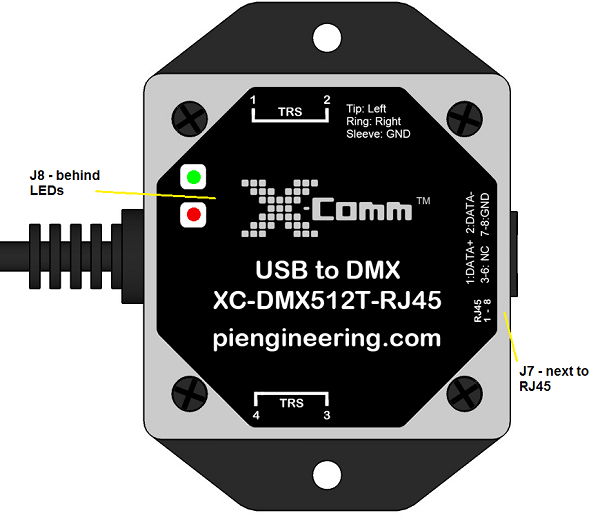 1 2
TRS
Tip: Left
Ring: Right
Sleeve: GND
J8 - behind
LEDs
X-Comm™
USB to DMX
XC-DMX512T-RJ45
piengineering.com
1:DATA+ 2:DATA-
3-6: NC 7-8:GND
RJ45
1 - 8
J7 - next to
RJ45
TRS
4 3